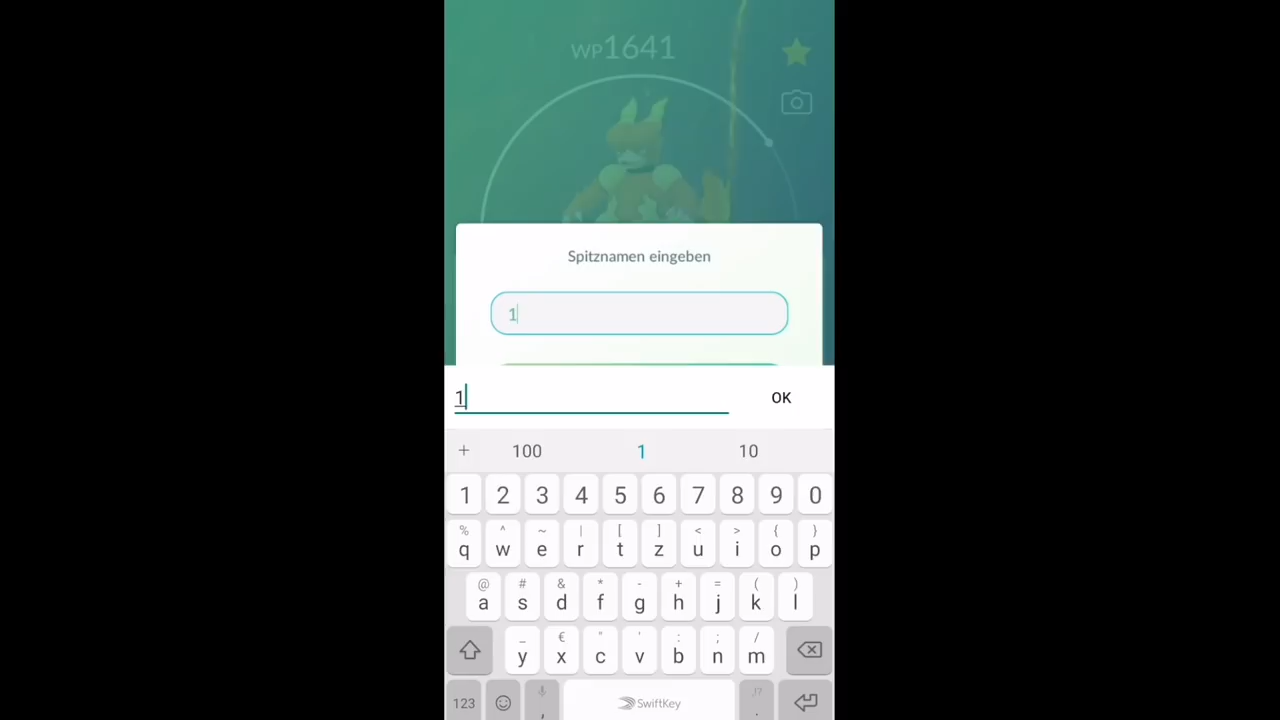 WP1641
Spitznamen eingeben
1
1 OK
+ 100 1 10
1 2 3 4 5 6 7 8 9 0
% ^ ~ | [ ] < > { }
q w e r t z u i o p
@ # & * - + = ( )
a s d f g h j k l
_ € " ' : ; /
y x c v b n m
,!?
123 , SwiftKey .